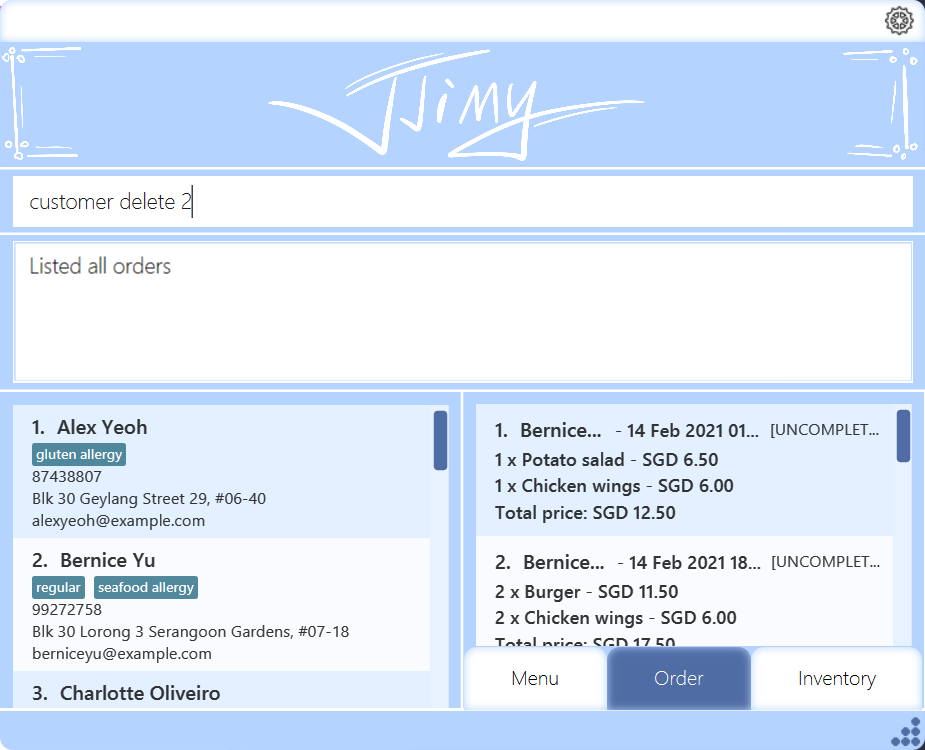 JJimy
customer delete 2
Listed all orders
1. Alex Yeoh
gluten allergy
87438807
Blk 30 Geylang Street 29, #06-40
alexyeoh@example.com
2. Bernice Yu
regular seafood allergy
99272758
Blk 30 Lorong 3 Serangoon Gardens, #07-18
berniceyu@example.com
3. Charlotte Oliveiro
1. Bernice... - 14 Feb 2021 01... [UNCOMPLET...
1 x Potato salad - SGD 6.50
1 x Chicken wings - SGD 6.00
Total price: SGD 12.50
2. Bernice... - 14 Feb 2021 18... [UNCOMPLET...
2 x Burger - SGD 11.50
2 x Chicken wings - SGD 6.00
Total price: SGD 17.50
Menu Order Inventory